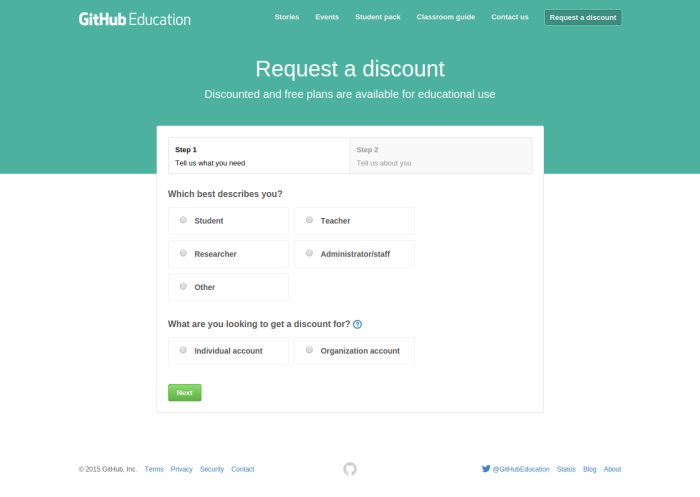 GitHub Education
Stories Events Student pack Classroom guide Contact us Request a discount
Request a discount
Discounted and free plans are available for educational use
Step 1
Tell us what you need
Step 2
Tell us about you
Which best describes you?
Student Teacher
Researcher Administrator/staff
Other
What are you looking to get a discount for? ?
Individual account Organization account
Next
© 2015 GitHub, Inc. Terms Privacy Security Contact @GitHubEducation Status Blog About